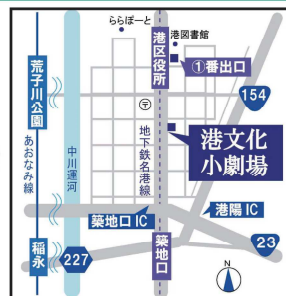 ららぽーと
港図書館
港区役所
①番出口
荒子川公園
154
〒
港文化
小劇場
あおなみ線
中川運河
地下鉄名港線
築地口IC
港陽IC
稲永
227
築地口
23
N